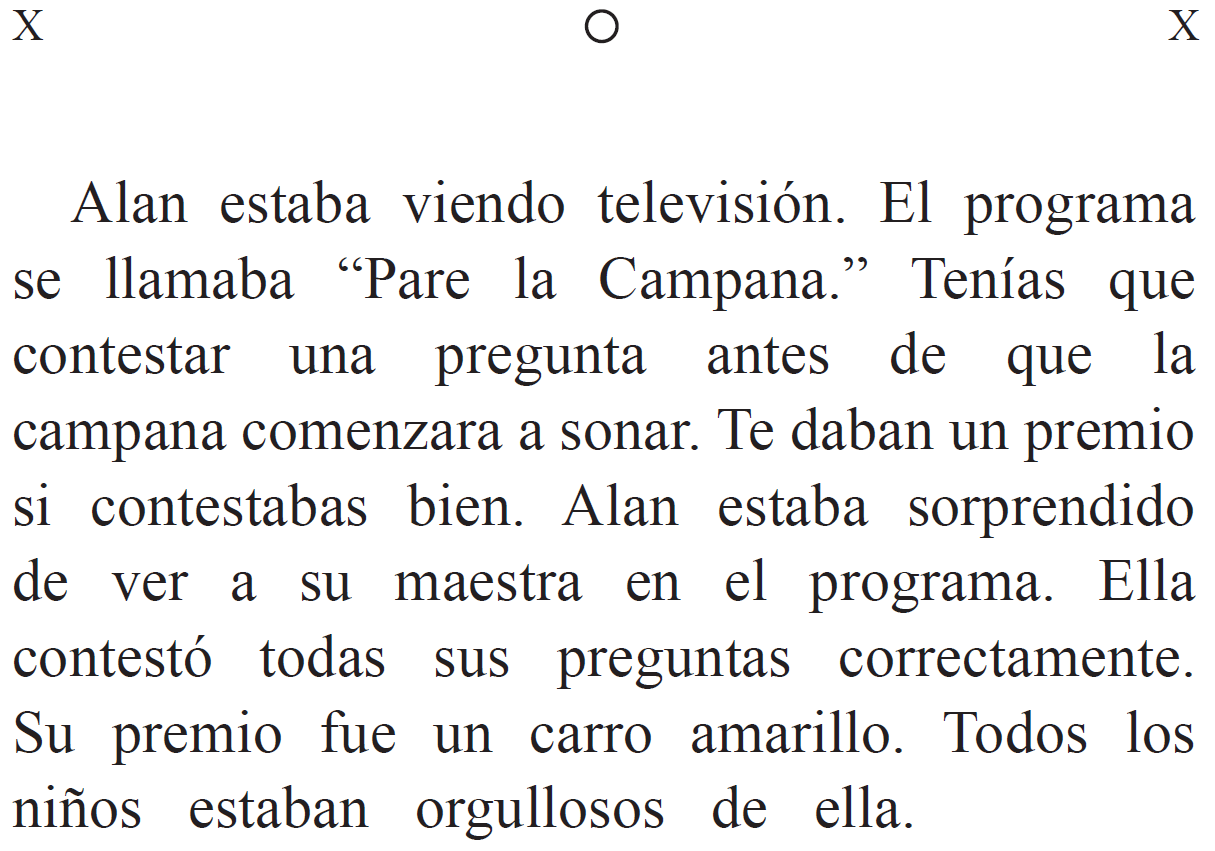 X O X
Alan estaba viendo televisión. El programa
se llamaba “Pare la Campana.” Tenías que
contestar una pregunta antes de que la
campana comenzara a sonar. Te daban un premio
si contestabas bien. Alan estaba sorprendido
de ver a su maestra en el programa. Ella
contestó todas sus preguntas correctamente.
Su premio fue un carro amarillo. Todos los
niños estaban orgullosos de ella.